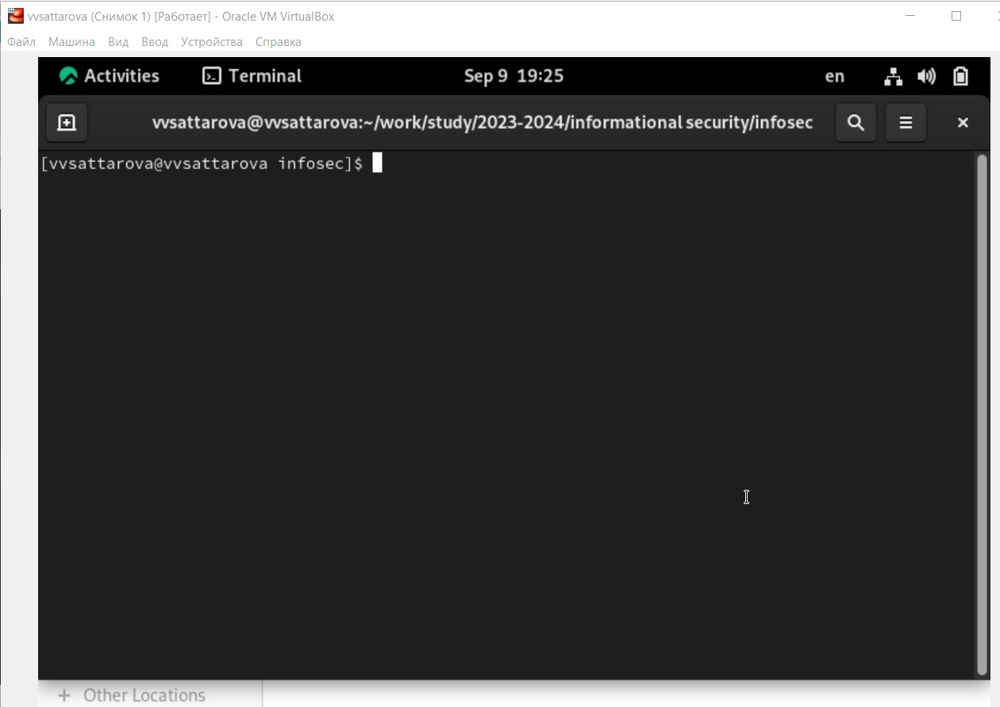 vvsattarova (Снимок 1) [Работает] - Oracle VM VirtualBox
Файл Машина Вид Ввод Устройства Справка
Activities Terminal Sep 9 19:25 en
vvsattarova@vvsattarova:~/work/study/2023-2024/informational security/infosec
[vvsattarova@vvsattarova infosec]$
+ Other Locations